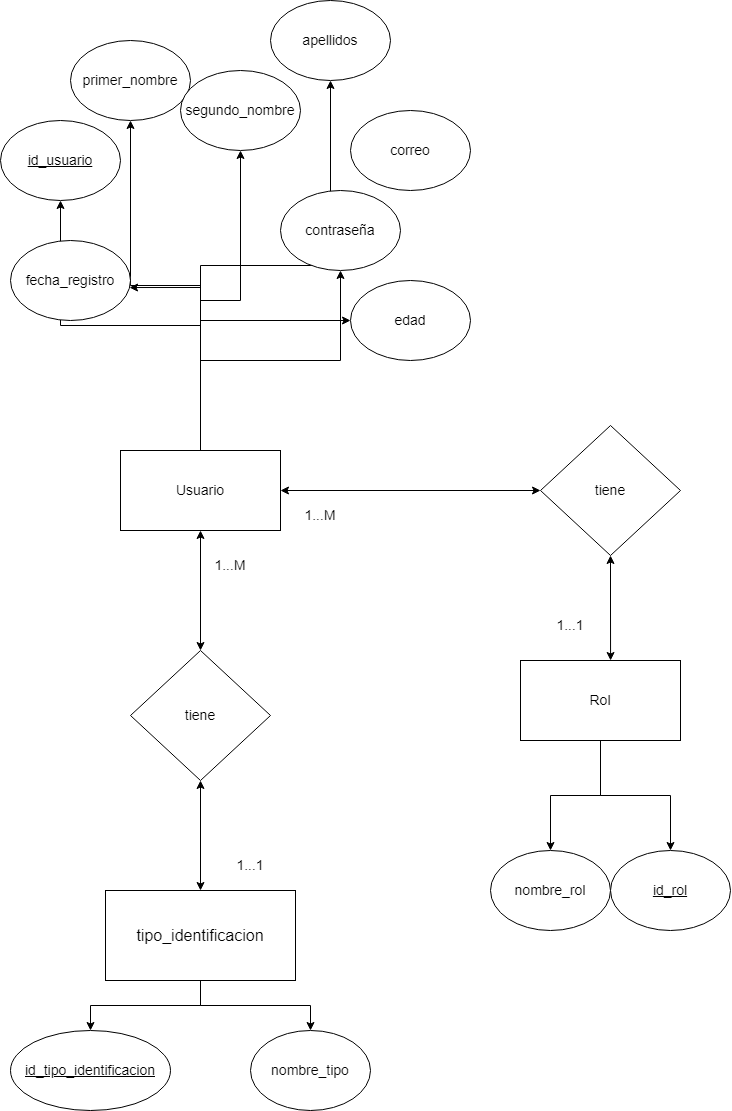 apellidos
primer_nombre
segundo_nombre
correo
id_usuario
contraseña
fecha_registro
edad
Usuario
tiene
1...M
1...M
1...1
tiene
Rol
1...1
nombre_rol
id_rol
tipo_identificacion
id_tipo_identificacion
nombre_tipo